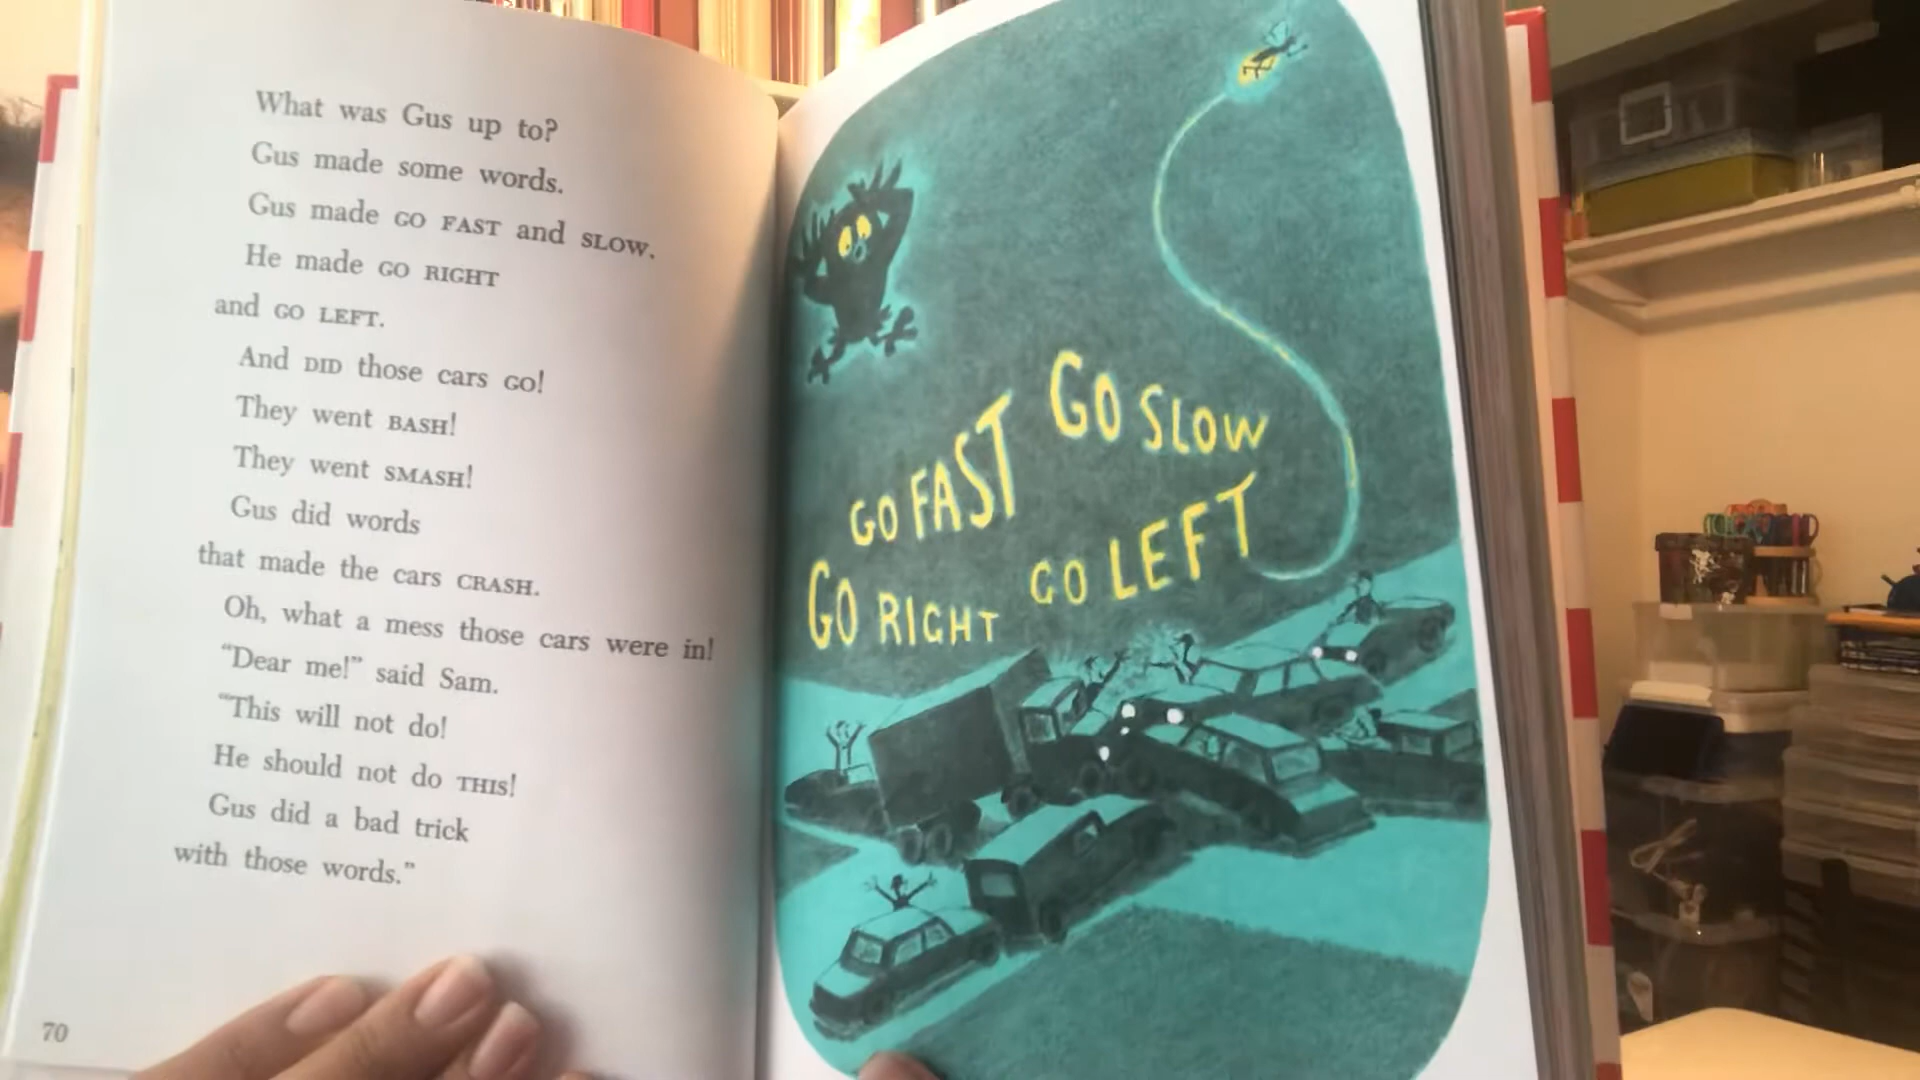 What was Gus up to?
Gus made some words.
Gus made GO FAST and SLOW.
He made GO RIGHT
and GO LEFT.
And DID those cars GO!
They went BASH!
They went SMASH!
Gus did words
that made the cars CRASH.
Oh, what a mess those cars were in!
“Dear me!” said Sam.
“This will not do!
He should not do THIS!
Gus did a bad trick
with those words.”
70
GO FAST
GO SLOW
GO RIGHT
GO LEFT